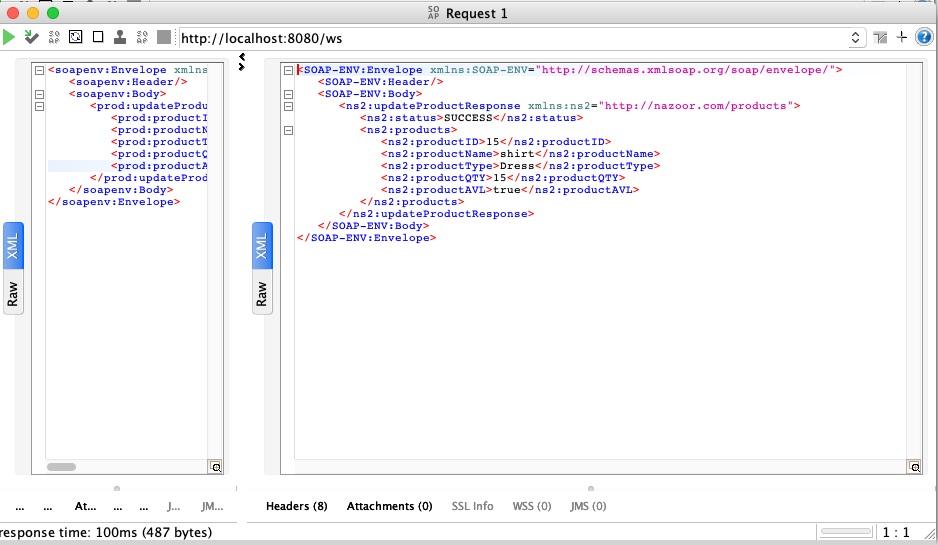 SO
AP
Request 1
SO
AP
SO
AP
http://localhost:8080/ws
<soapenv:Envelope xmlns
<soapenv:Header/>
<soapenv:Body>
<prod:updateProdu
<prod:productI
<prod:productN
<prod:productT
<prod:productQ
<prod:productA
</prod:updateProd
</soapenv:Body>
</soapenv:Envelope>
XML
Raw
<SOAP-ENV:Envelope xmlns:SOAP-ENV="http://schemas.xmlsoap.org/soap/envelope/">
<SOAP-ENV:Header/>
<SOAP-ENV:Body>
<ns2:updateProductResponse xmlns:ns2="http://nazoor.com/products">
<ns2:status>SUCCESS</ns2:status>
<ns2:products>
<ns2:productID>15</ns2:productID>
<ns2:productName>shirt</ns2:productName>
<ns2:productType>Dress</ns2:productType>
<ns2:productQTY>15</ns2:productQTY>
<ns2:productAVL>true</ns2:productAVL>
</ns2:products>
</ns2:updateProductResponse>
</SOAP-ENV:Body>
</SOAP-ENV:Envelope>
XML
Raw
... ... At... ... ... J... JM...
Headers (8) Attachments (0) SSL Info WSS (0) JMS (0)
response time: 100ms (487 bytes)
1 : 1